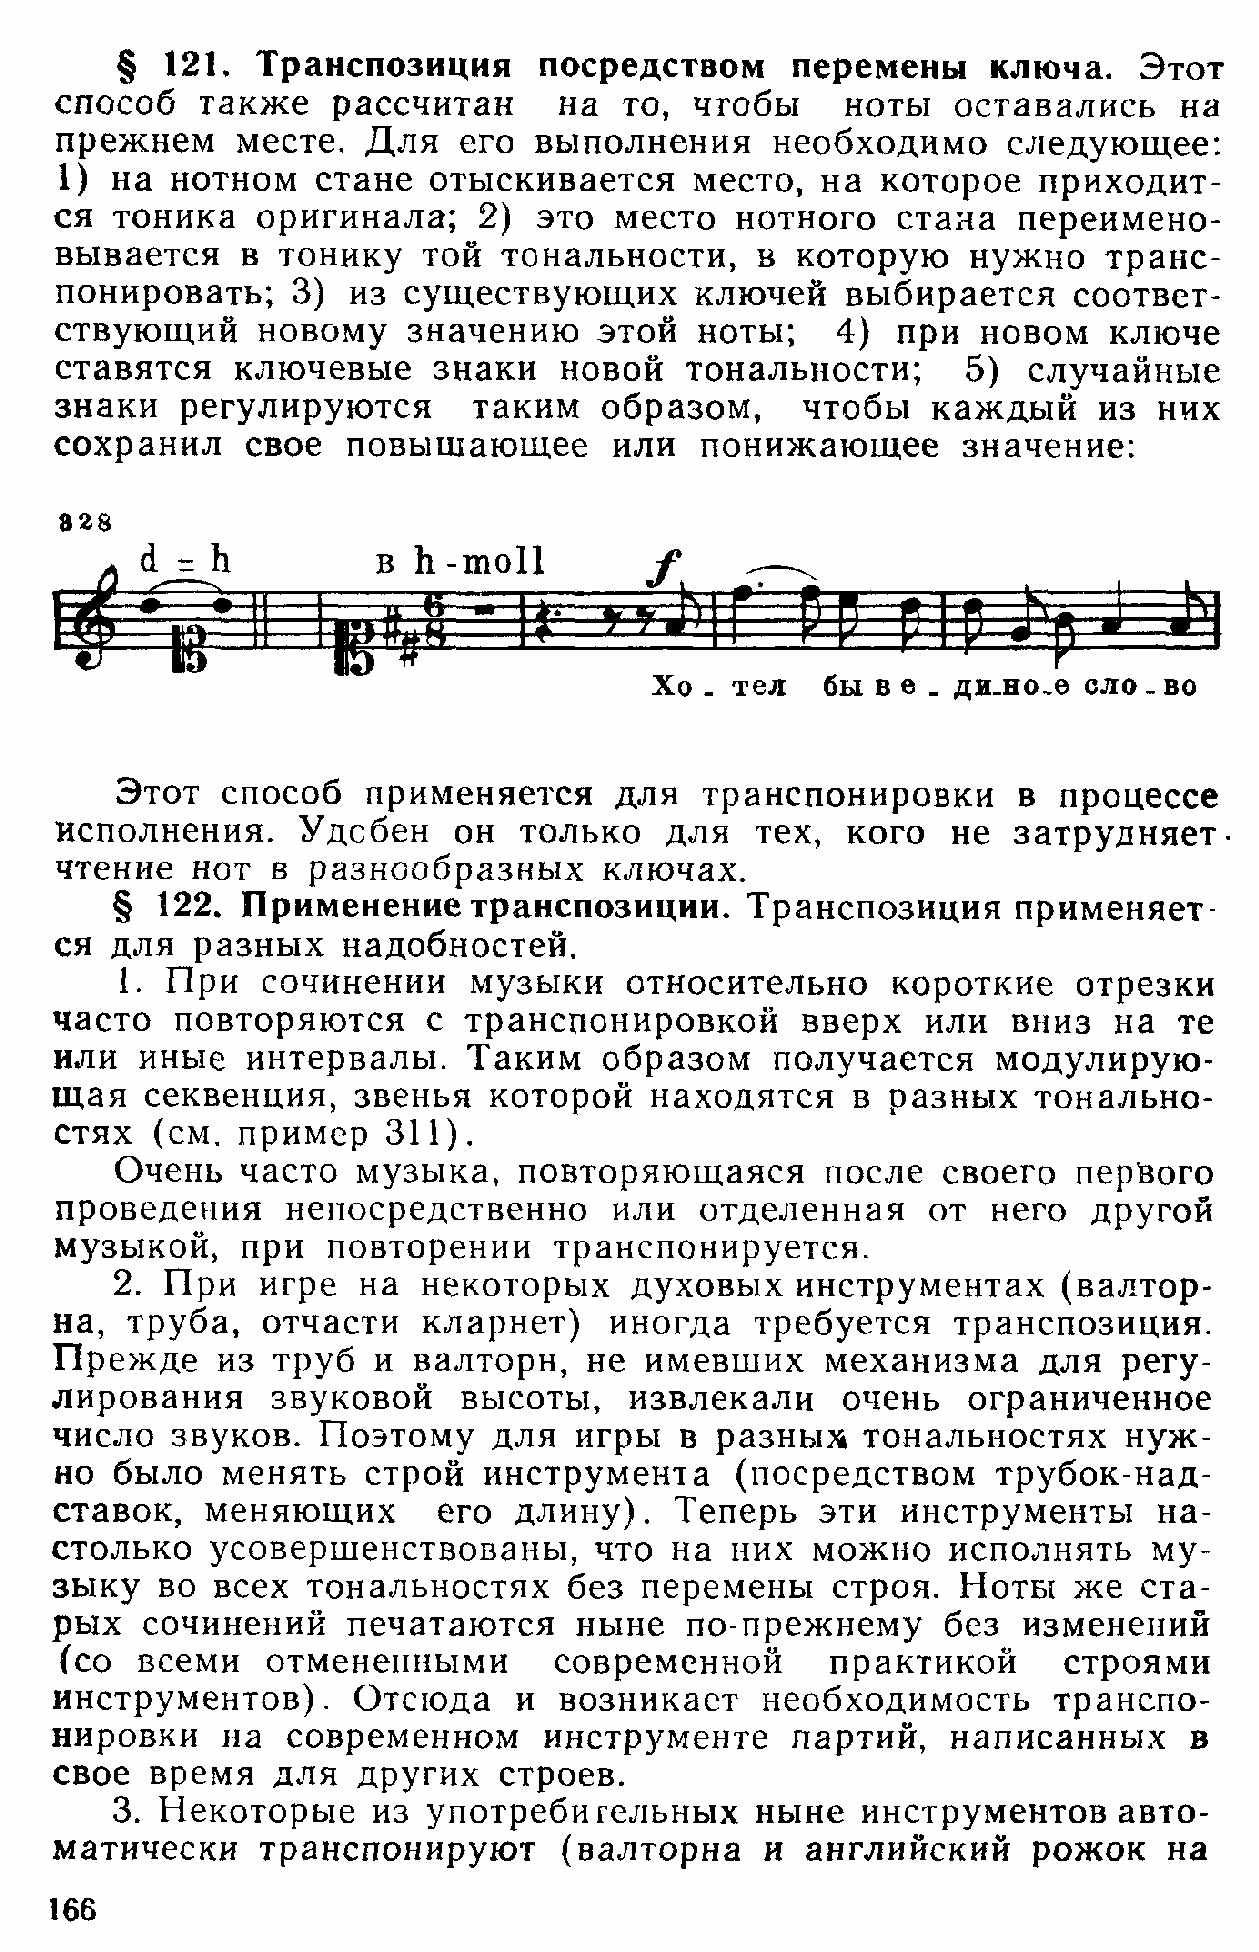 § 121. Транспозиция посредством перемены ключа. Этот
способ также рассчитан на то, чтобы ноты оставались на
прежнем месте. Для его выполнения необходимо следующее:
1) на нотном стане отыскивается место, на которое приходит-
ся тоника оригинала; 2) это место нотного стана переимено-
вывается в тонику той тональности, в которую нужно транс-
понировать; 3) из существующих ключей выбирается соответ-
ствующий новому значению этой ноты; 4) при новом ключе
ставятся ключевые знаки новой тональности; 5) случайные
знаки регулируются таким образом, чтобы каждый из них
сохранил свое повышающее или понижающее значение:
328
d = h в h-moll f
6
8
Хо - тел бы в е - ди-но-е сло - во
Этот способ применяется для транспонировки в процессе
исполнения. Удобен он только для тех, кого не затрудняет
чтение нот в разнообразных ключах.
§ 122. Применение транспозиции. Транспозиция применяет-
ся для разных надобностей.
1. При сочинении музыки относительно короткие отрезки
часто повторяются с транспонировкой вверх или вниз на те
или иные интервалы. Таким образом получается модулирую-
щая секвенция, звенья которой находятся в разных тонально-
стях (см. пример 311).
Очень часто музыка, повторяющаяся после своего первого
проведения непосредственно или отделенная от него другой
музыкой, при повторении транспонируется.
2. При игре на некоторых духовых инструментах (валтор-
на, труба, отчасти кларнет) иногда требуется транспозиция.
Прежде из труб и валторн, не имевших механизма для регу-
лирования звуковой высоты, извлекали очень ограниченное
число звуков. Поэтому для игры в разных тональностях нуж-
но было менять строй инструмента (посредством трубок-над-
ставок, меняющих его длину). Теперь эти инструменты на-
столько усовершенствованы, что на них можно исполнять му-
зыку во всех тональностях без перемены строя. Ноты же ста-
рых сочинений печатаются ныне по-прежнему без изменений
(со всеми отмененными современной практикой строями
инструментов). Отсюда и возникает необходимость транспо-
нировки на современном инструменте партий, написанных в
свое время для других строев.
3. Некоторые из употребительных ныне инструментов авто-
матически транспонируют (валторна и английский рожок на
166